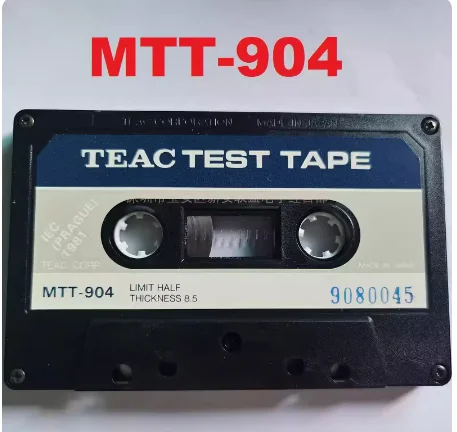 MTT-904
TEAC CORPORATION MADE IN JAPAN
TEAC TEST TAPE
IEC
(PRAGUE)
1981
TEAC CORP.
MADE IN JAPAN
MTT-904
LIMIT HALF
THICKNESS 8.5
9080045